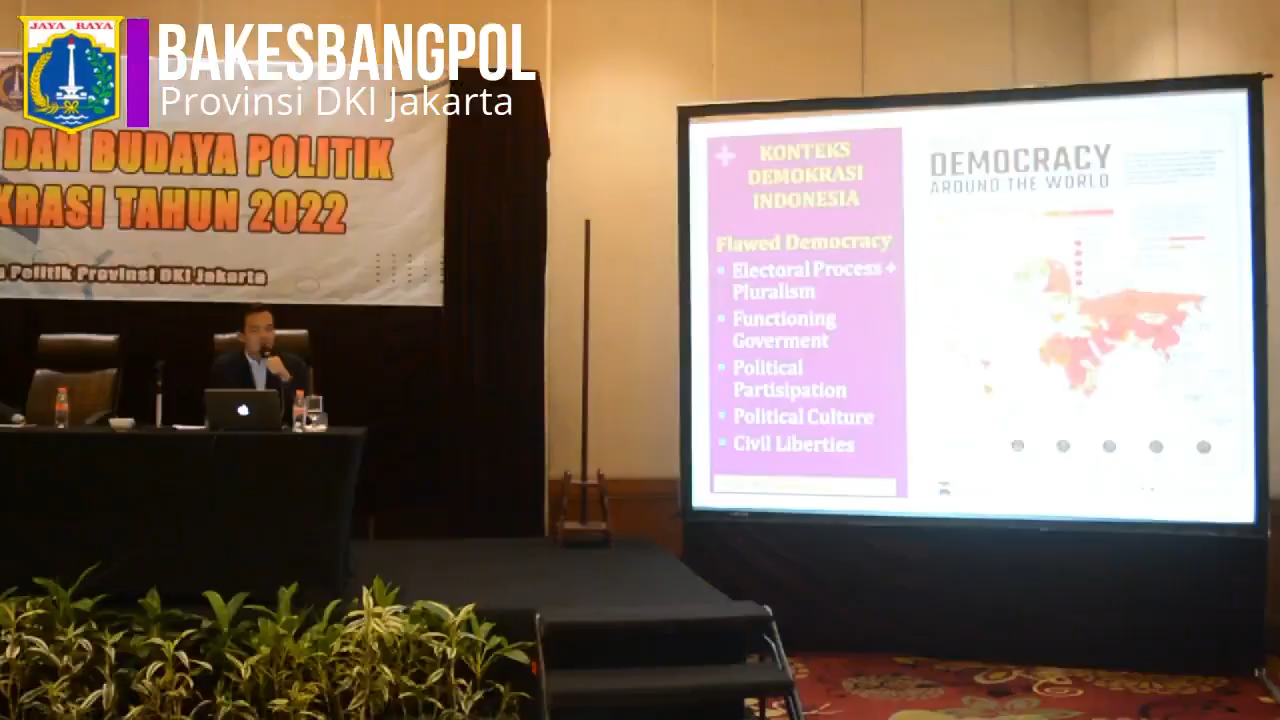 JAYA RAYA
BAKESBANGPOL
Provinsi DKI Jakarta
DAN BUDAYA POLITIK
KRASI TAHUN 2022
Politik Provinsi DKI Jakarta
KONTEKS
DEMOKRASI
INDONESIA
Flawed Democracy
Electoral Process +
Pluralism
Functioning
Goverment
Political
Partisipation
Political Culture
Civil Liberties
DEMOCRACY
AROUND THE WORLD